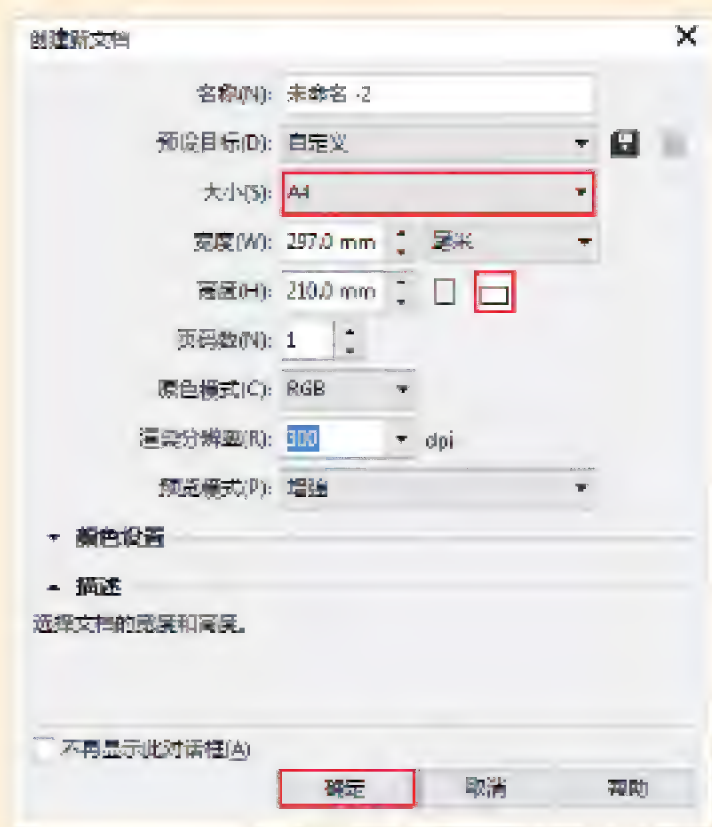 创建新文档
名称(N): 未命名 -2
预设目标(D): 自定义
大小(S): A4
宽度(W): 297.0 mm 毫米
高度(H): 210.0 mm
页码数(N): 1
原色模式(C): RGB
渲染分辨率(R): 300 dpi
预览模式(P): 增强
颜色设置
描述
选择文档的宽度和高度。
不再显示此对话框(A)
确定 取消 帮助